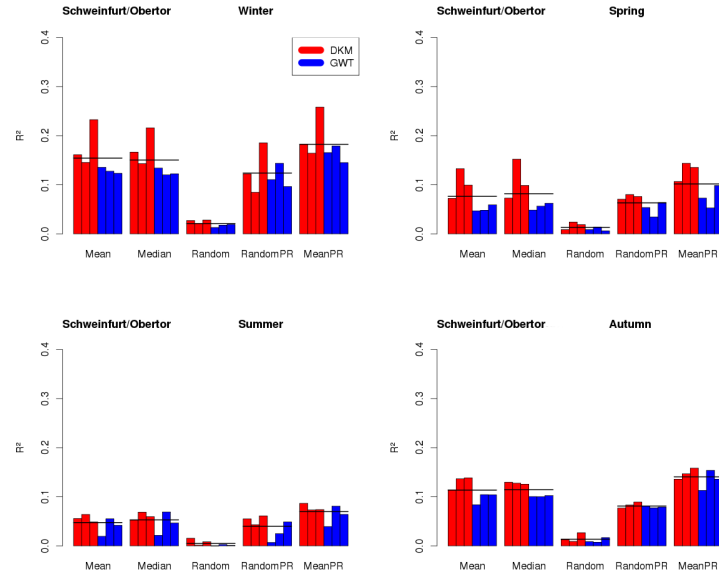 Schweinfurt/Obertor Winter
0.4
0.3
0.2
0.1
0.0
R²
DKM
GWT
Mean Median Random RandomPR MeanPR
Schweinfurt/Obertor Spring
0.4
0.3
0.2
0.1
0.0
R²
Mean Median Random RandomPR MeanPR
Schweinfurt/Obertor Summer
0.4
0.3
0.2
0.1
0.0
R²
Mean Median Random RandomPR MeanPR
Schweinfurt/Obertor Autumn
0.4
0.3
0.2
0.1
0.0
R²
Mean Median Random RandomPR MeanPR